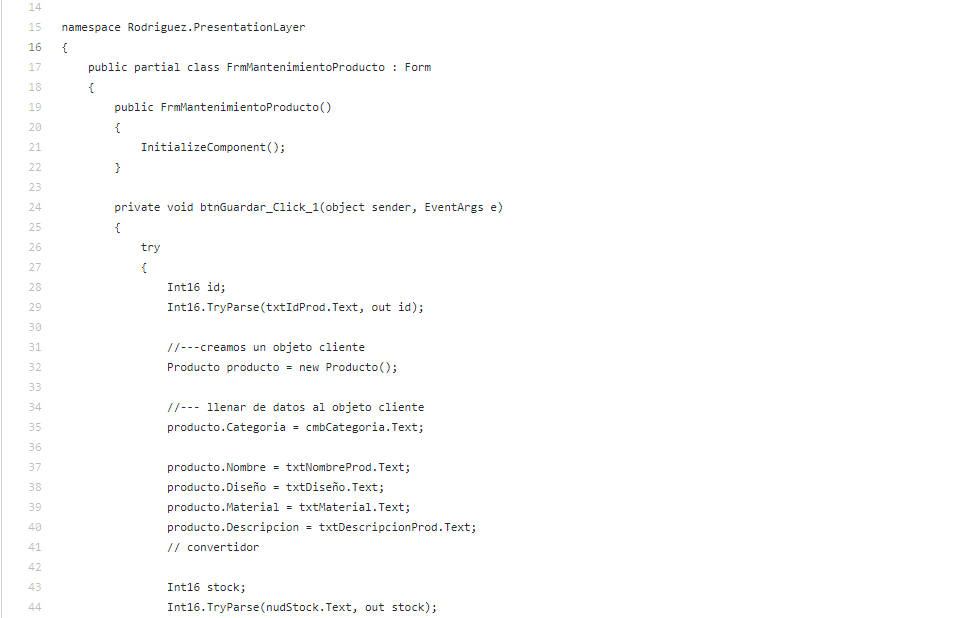 14
15 namespace Rodriguez.PresentationLayer
16 {
17     public partial class FrmMantenimientoProducto : Form
18     {
19         public FrmMantenimientoProducto()
20         {
21             InitializeComponent();
22         }
23
24         private void btnGuardar_Click_1(object sender, EventArgs e)
25         {
26             try
27             {
28                 Int16 id;
29                 Int16.TryParse(txtIdProd.Text, out id);
30
31                 //---creamos un objeto cliente
32                 Producto producto = new Producto();
33
34                 //--- llenar de datos al objeto cliente
35                 producto.Categoria = cmbCategoria.Text;
36
37                 producto.Nombre = txtNombreProd.Text;
38                 producto.Diseño = txtDiseño.Text;
39                 producto.Material = txtMaterial.Text;
40                 producto.Descripcion = txtDescripcionProd.Text;
41                 // convertidor
42
43                 Int16 stock;
44                 Int16.TryParse(nudStock.Text, out stock);